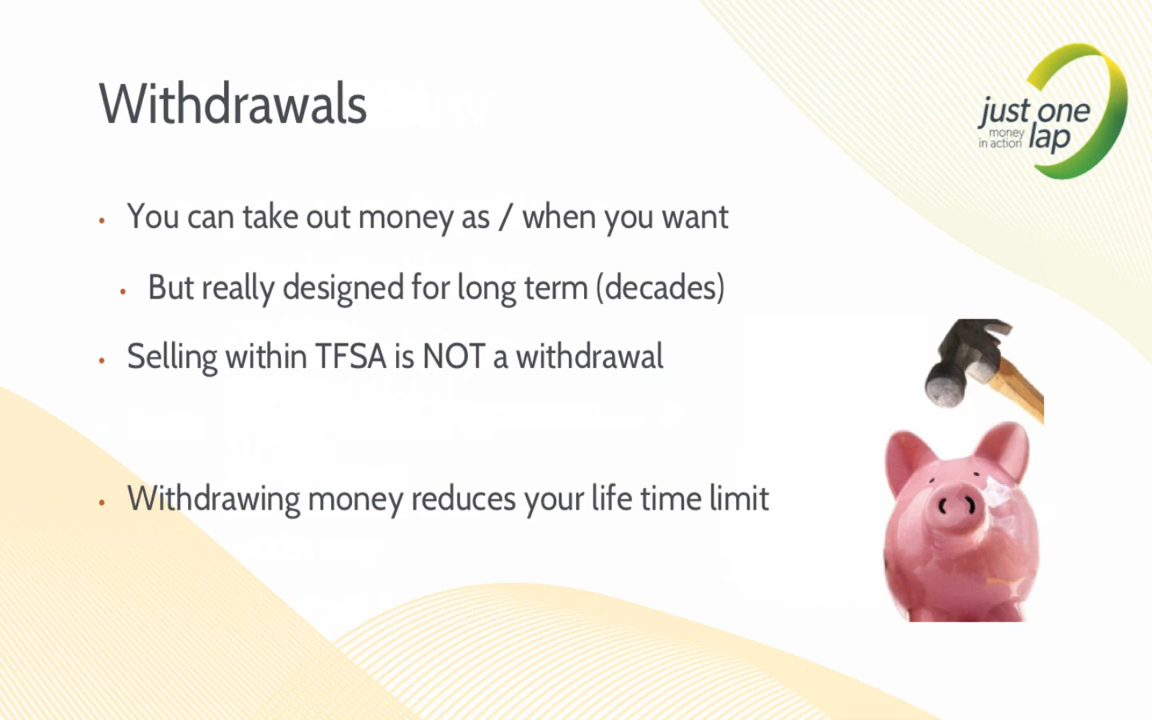 Withdrawals
just one
money
in action lap
• You can take out money as / when you want
• But really designed for long term (decades)
• Selling within TFSA is NOT a withdrawal
• Withdrawing money reduces your life time limit